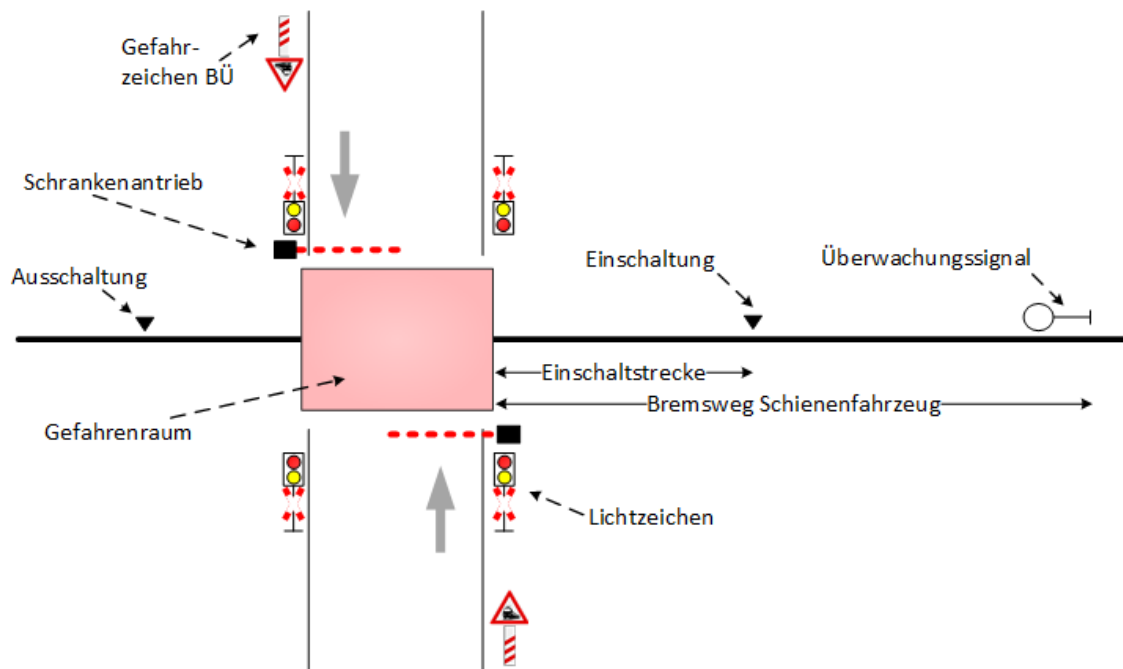 Gefahr-
zeichen BÜ
Schrankenantrieb
Ausschaltung
Einschaltung
Überwachungssignal
Einschaltstrecke
Bremsweg Schienenfahrzeug
Gefahrenraum
Lichtzeichen